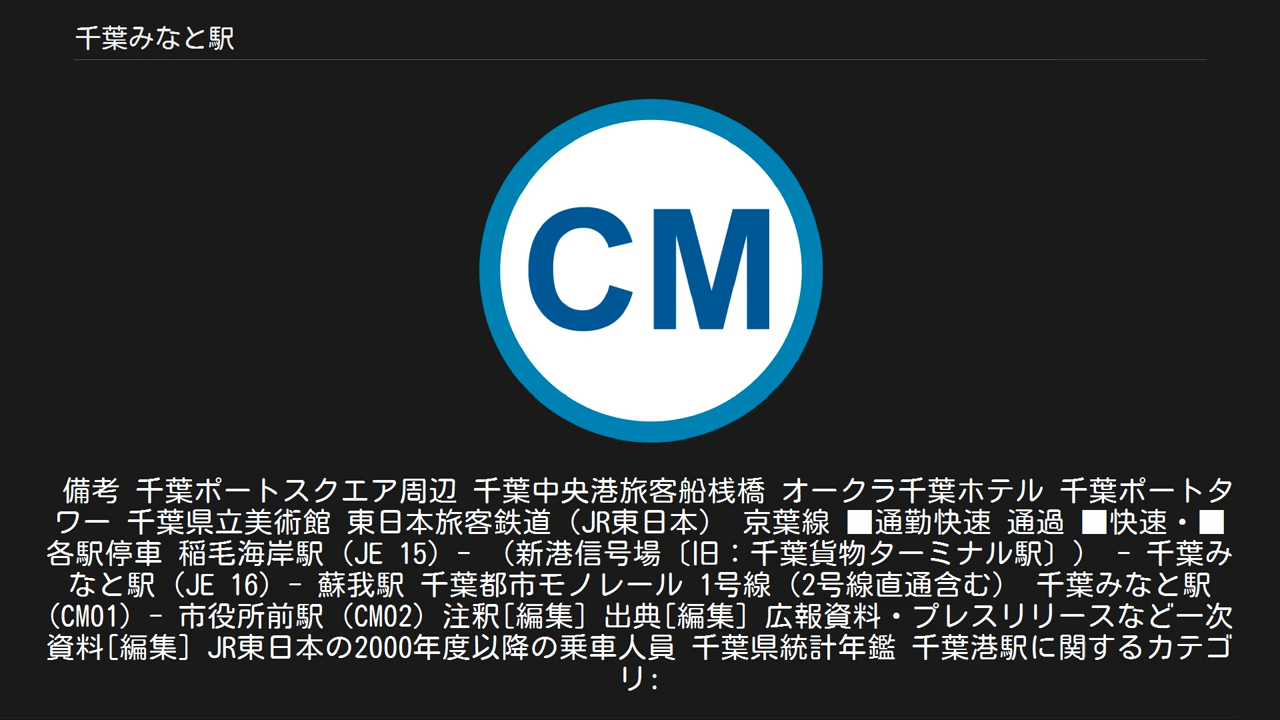 千葉みなと駅
CM
備考 千葉ポートスクエア周辺 千葉中央港旅客船桟橋 オークラ千葉ホテル 千葉ポートタ
ワー 千葉県立美術館 東日本旅客鉄道（JR東日本） 京葉線 ■通勤快速 通過 ■快速・■
各駅停車 稲毛海岸駅（JE 15）- （新港信号場〔旧：千葉貨物ターミナル駅〕） - 千葉み
なと駅（JE 16）- 蘇我駅 千葉都市モノレール 1号線（2号線直通含む） 千葉みなと駅
（CM01）- 市役所前駅（CM02）注釈[編集] 出典[編集] 広報資料・プレスリリースなど一次
資料[編集] JR東日本の2000年度以降の乗車人員 千葉県統計年鑑 千葉港駅に関するカテゴ
リ: